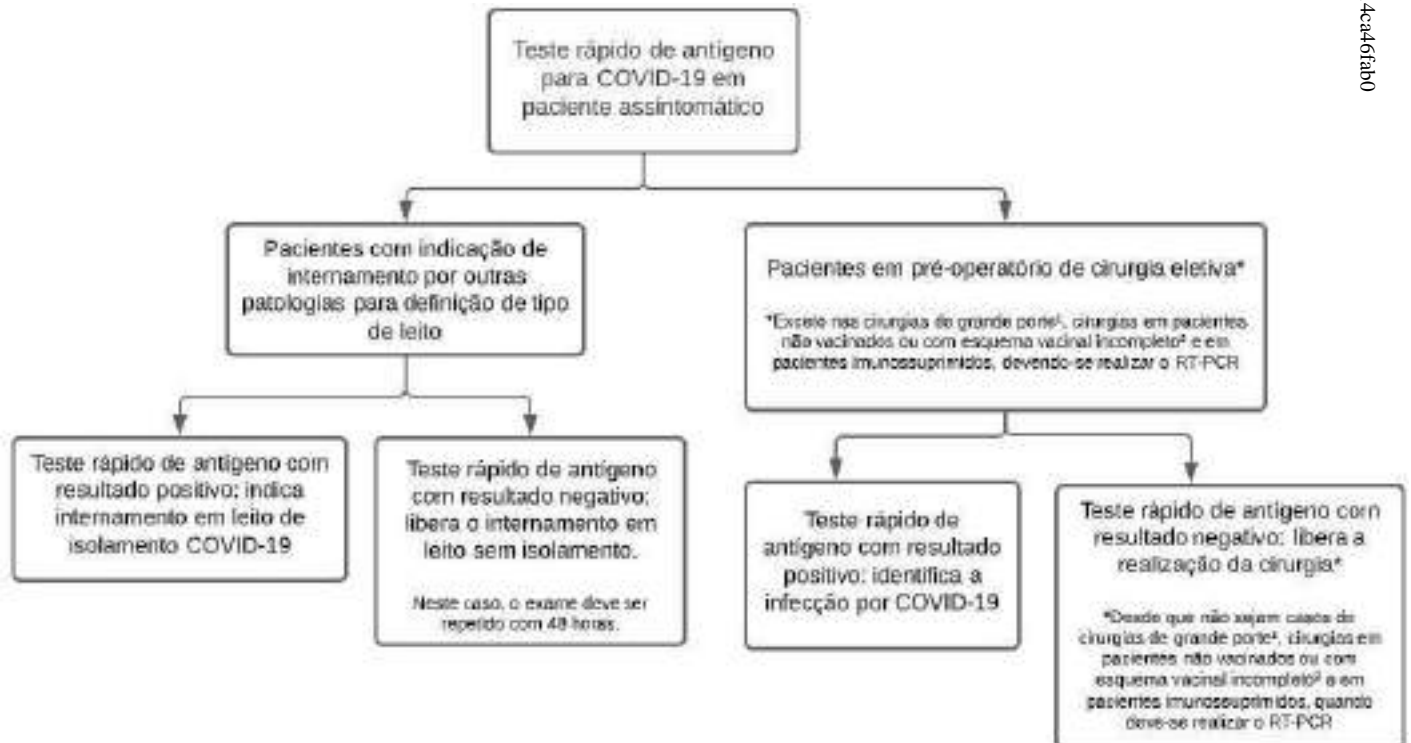 4ca46fab0
Teste rápido de antígeno
para COVID-19 em
paciente assintomático
Pacientes com indicação de
internamento por outras
patologias para definição de tipo
de leito
Pacientes em pré-operatório de cirurgia eletiva*
*Exceto nas cirurgias de grande porte¹, cirurgias em pacientes
não vacinados ou com esquema vacinal incompleto² e em
pacientes imunossuprimidos, devendo-se realizar o RT-PCR
Teste rápido de antígeno com
resultado positivo: indica
internamento em leito de
isolamento COVID-19
Teste rápido de antígeno
com resultado negativo:
libera o internamento em
leito sem isolamento.
Neste caso, o exame deve ser
repetido com 48 horas.
Teste rápido de
antígeno com resultado
positivo: identifica a
infecção por COVID-19
Teste rápido de antígeno com
resultado negativo: libera a
realização da cirurgia*
*Desde que não sejam casos de
cirurgias de grande porte¹, cirurgias em
pacientes não vacinados ou com
esquema vacinal incompleto² e em
pacientes imunossuprimidos, quando
deve-se realizar o RT-PCR